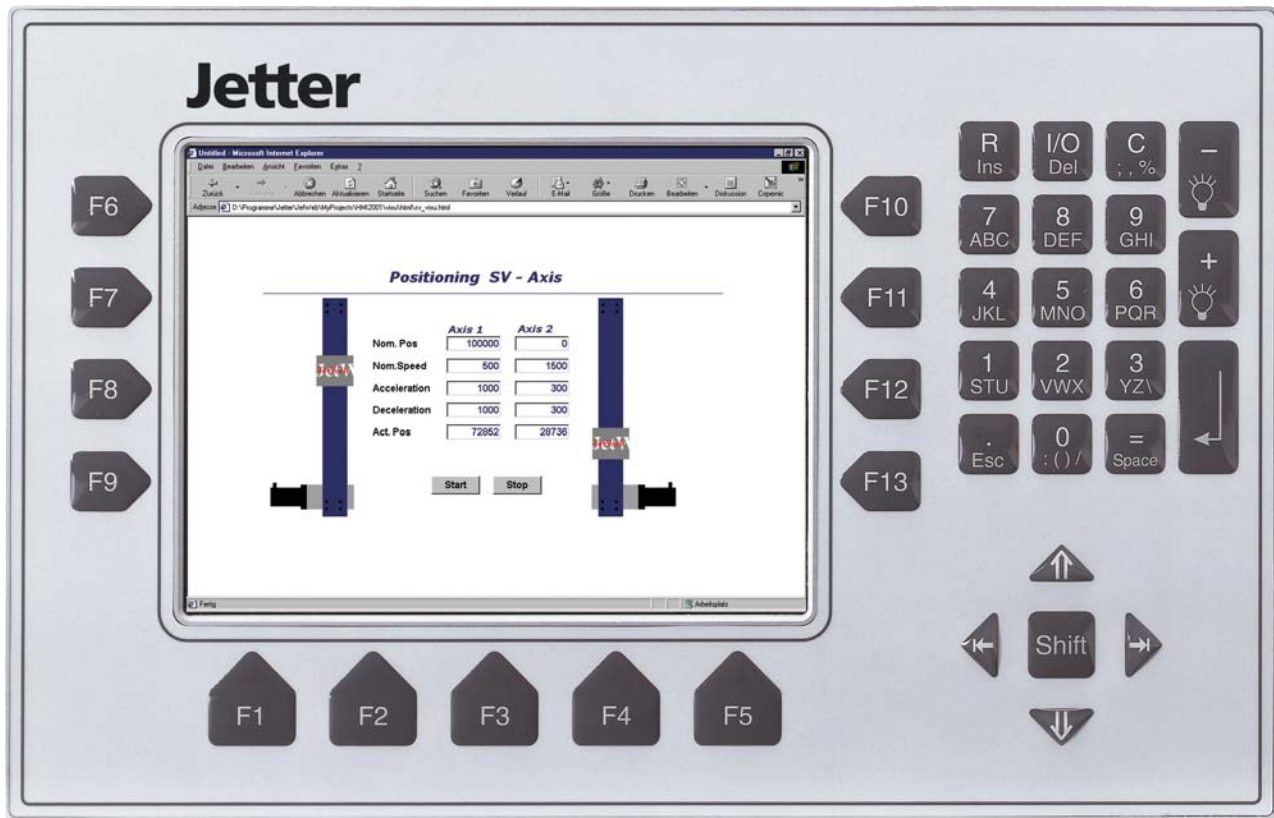 Jetter
Untitled - Microsoft Internet Explorer
Datei Bearbeiten Ansicht Favoriten Extras ?
Zurück Abbrechen Aktualisieren Startseite Suchen Favoriten Verlauf E-Mail Größe Drucken Bearbeiten Diskussion Copernic
Adresse
Positioning SV - Axis
Axis 1 Axis 2
Nom. Pos 100000 0
Nom.Speed 500 1500
Acceleration 1000 300
Deceleration 1000 300
Act. Pos 72852 28736
Start Stop
Fertig Arbeitsplatz
F6
F7
F8
F9
F10
F11
F12
F13
F1 F2 F3 F4 F5
R I/O C -
Ins Del ; , %
7 8 9
ABC DEF GHI
+
4 5 6
JKL MNO PQR
1 2 3
STU VWX YZ\
. 0 =
Esc : ( ) / Space
Shift